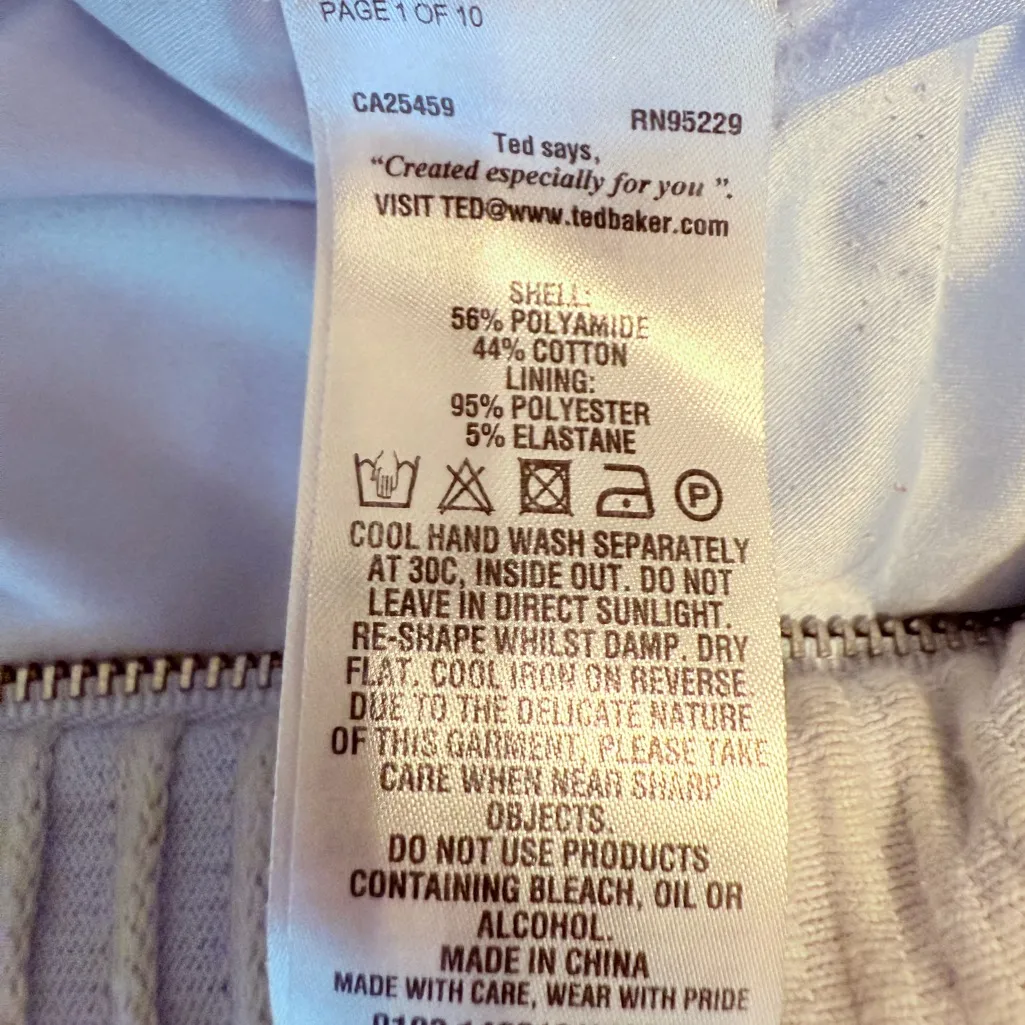 PAGE 1 OF 10
CA25459
RN95229
Ted says,
“Created especially for you ”.
VISIT TED@www.tedbaker.com
SHELL:
56% POLYAMIDE
44% COTTON
LINING:
95% POLYESTER
5% ELASTANE
P
COOL HAND WASH SEPARATELY
AT 30C, INSIDE OUT. DO NOT
LEAVE IN DIRECT SUNLIGHT.
RE-SHAPE WHILST DAMP. DRY
FLAT. COOL IRON ON REVERSE.
DUE TO THE DELICATE NATURE
OF THIS GARMENT, PLEASE TAKE
CARE WHEN NEAR SHARP
OBJECTS.
DO NOT USE PRODUCTS
CONTAINING BLEACH, OIL OR
ALCOHOL.
MADE IN CHINA
MADE WITH CARE, WEAR WITH PRIDE